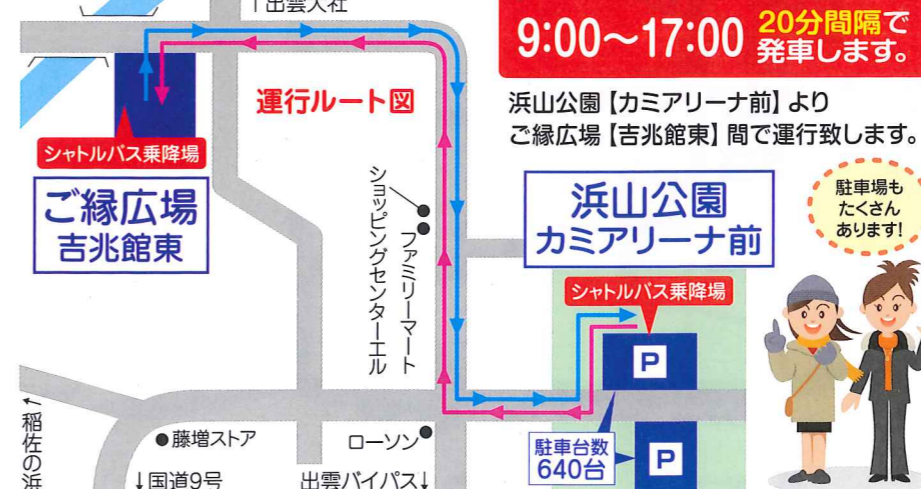 ↑出雲大社
9:00～17:00 20分間隔で
発車します。
運行ルート図
浜山公園【カミアリーナ前】より
ご縁広場【吉兆館東】間で運行致します。
シャトルバス乗降場
ご縁広場
吉兆館東
ショッピングセンターエル
ファミリーマート
浜山公園
カミアリーナ前
駐車場も
たくさん
あります!
シャトルバス乗降場
P
←稲佐の浜
●藤増ストア
ローソン●
駐車台数
640台
P
↓国道9号
出雲バイパス↓